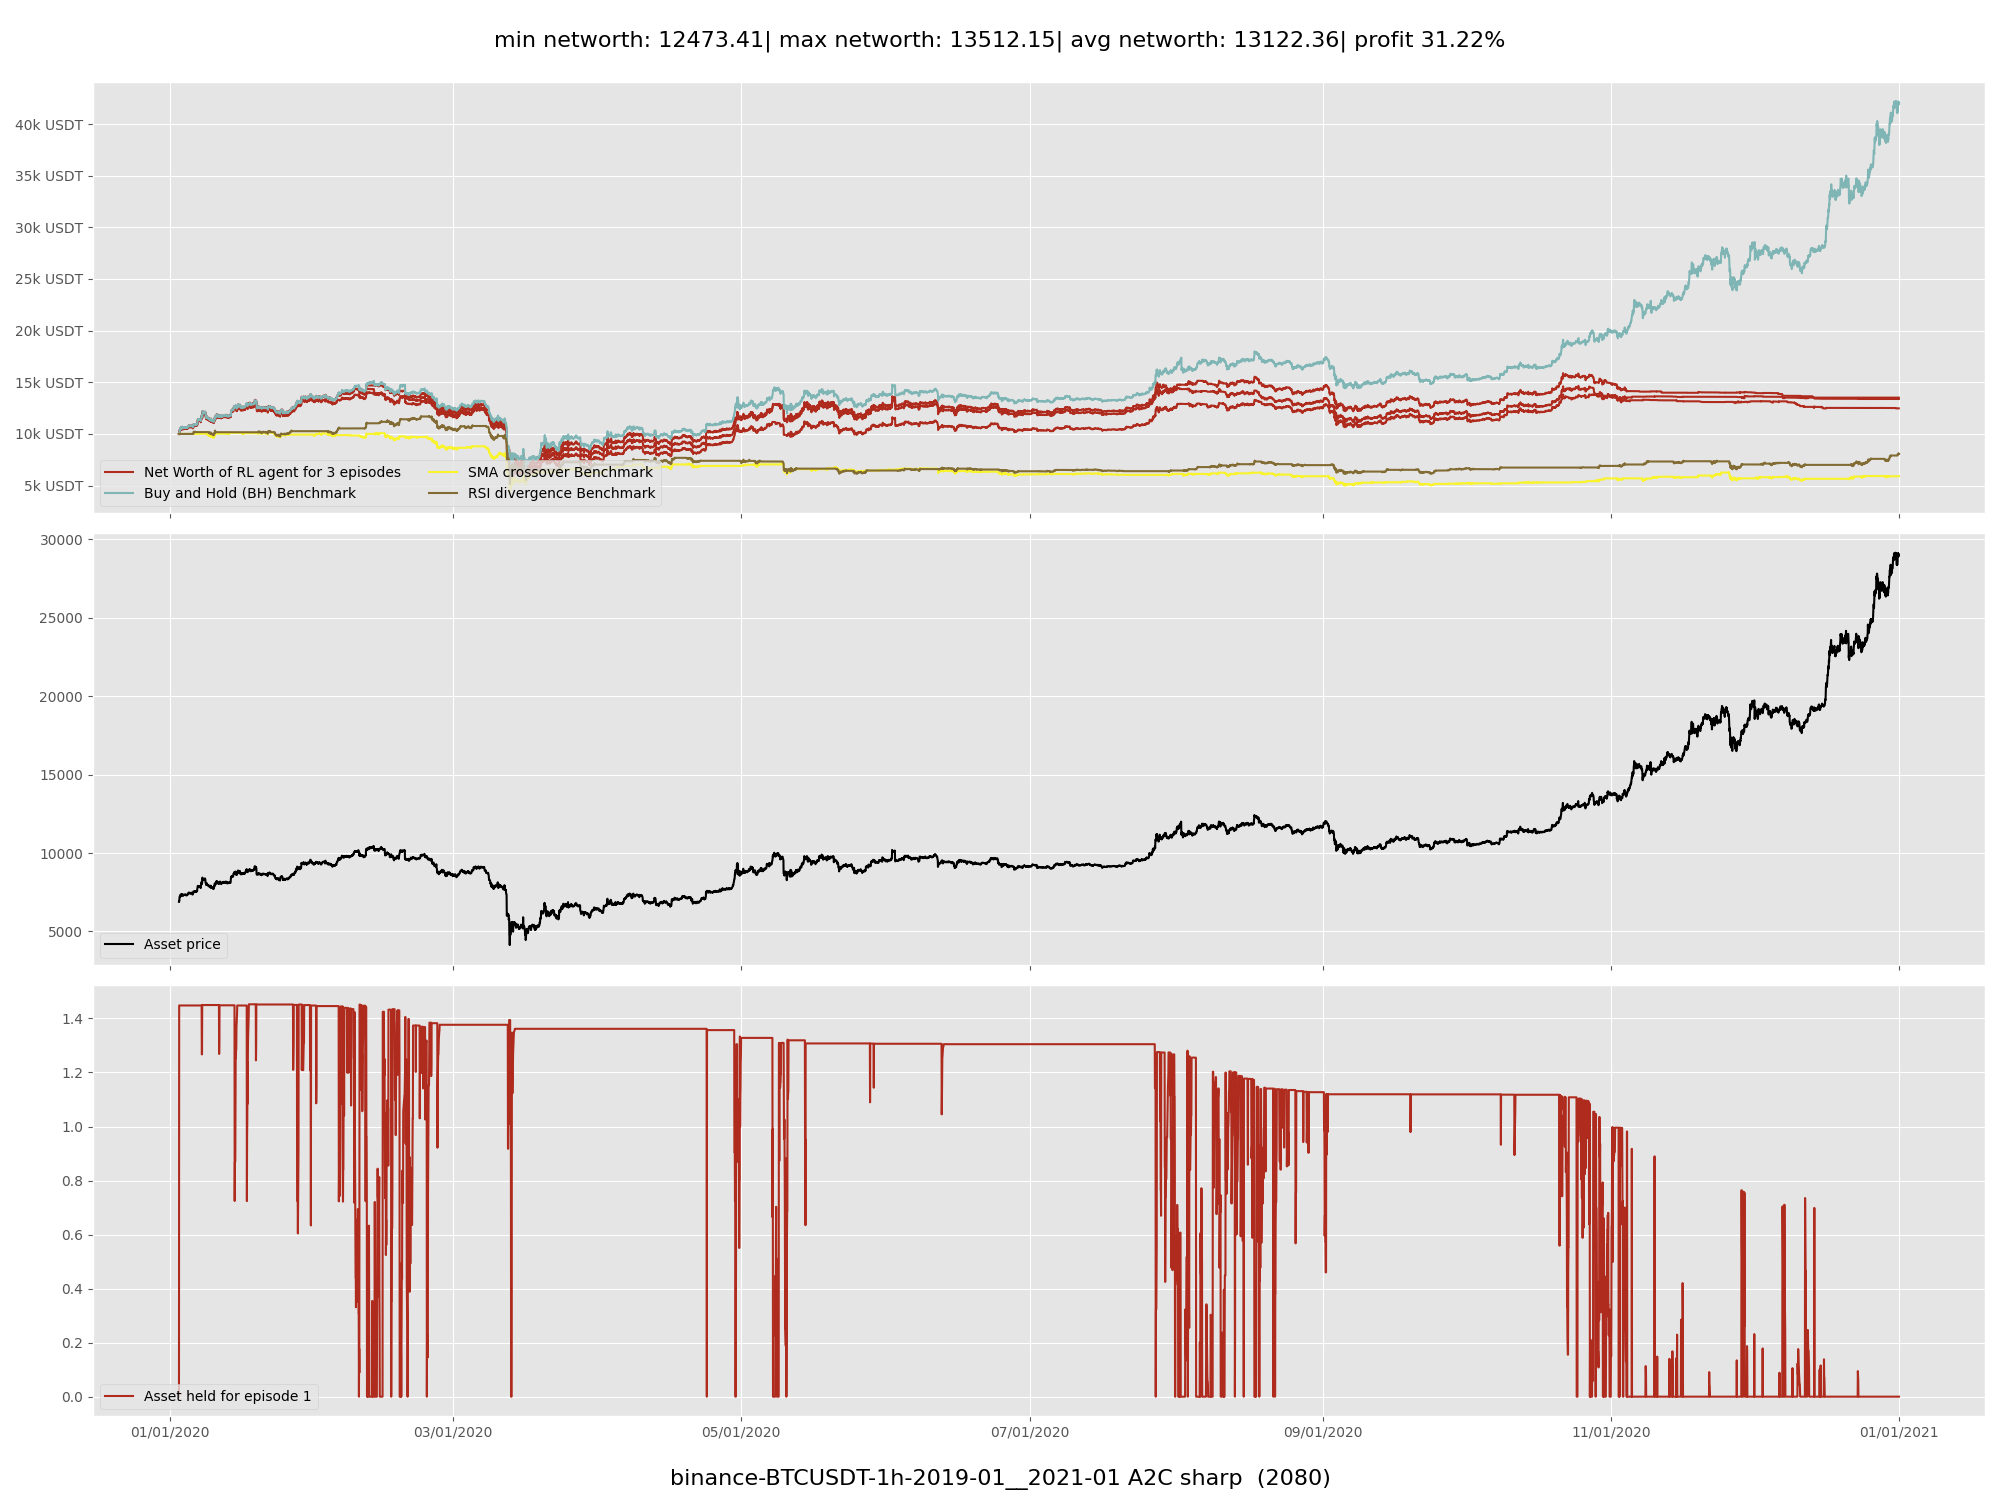 min networth: 12473.41| max networth: 13512.15| avg networth: 13122.36| profit 31.22%
40k USDT
35k USDT
30k USDT
25k USDT
20k USDT
15k USDT
10k USDT
5k USDT
Net Worth of RL agent for 3 episodes
Buy and Hold (BH) Benchmark
SMA crossover Benchmark
RSI divergence Benchmark
30000
25000
20000
15000
10000
5000
Asset price
1.4
1.2
1.0
0.8
0.6
0.4
0.2
0.0
Asset held for episode 1
01/01/2020
03/01/2020
05/01/2020
07/01/2020
09/01/2020
11/01/2020
01/01/2021
binance-BTCUSDT-1h-2019-01__2021-01 A2C sharp (2080)